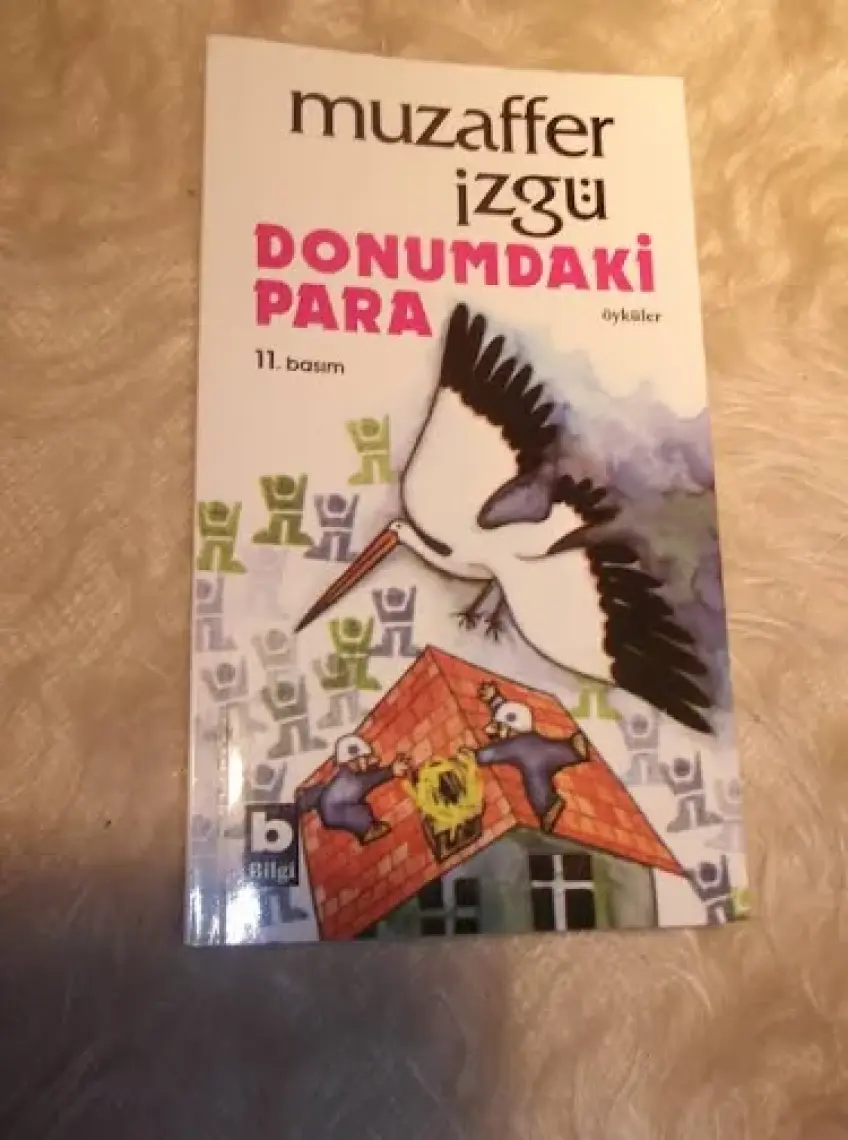 muzaffer
izgü
DONUMDAKİ
PARA
öyküler
11. basım
b
Bilgi